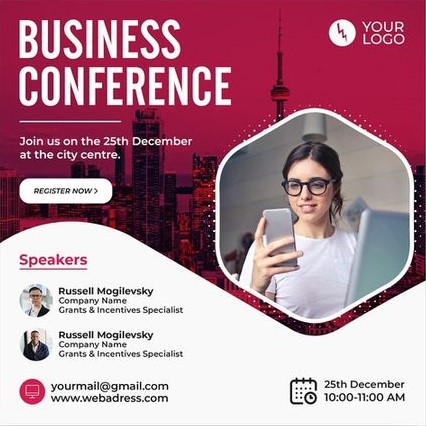 BUSINESS
CONFERENCE
YOUR
LOGO
Join us on the 25th December
at the city centre.
REGISTER NOW >
Speakers
Russell Mogilevsky
Company Name
Grants & Incentives Specialist
Russell Mogilevsky
Company Name
Grants & Incentives Specialist
yourmail@gmail.com
www.webadress.com
25th December
10:00-11:00 AM